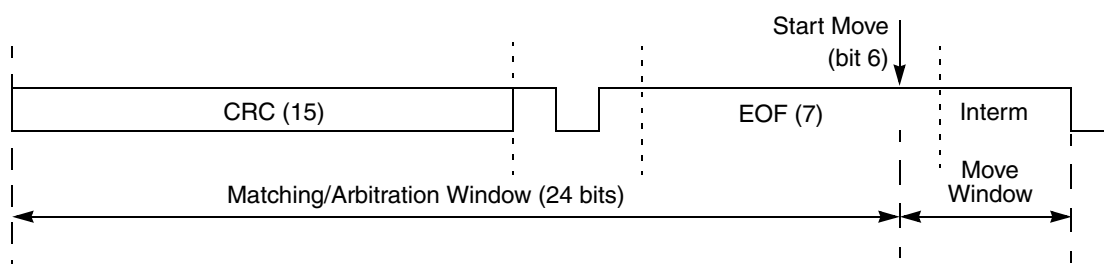 Start Move
(bit 6)
CRC (15)
EOF (7)
Interm
Matching/Arbitration Window (24 bits)
Move
Window